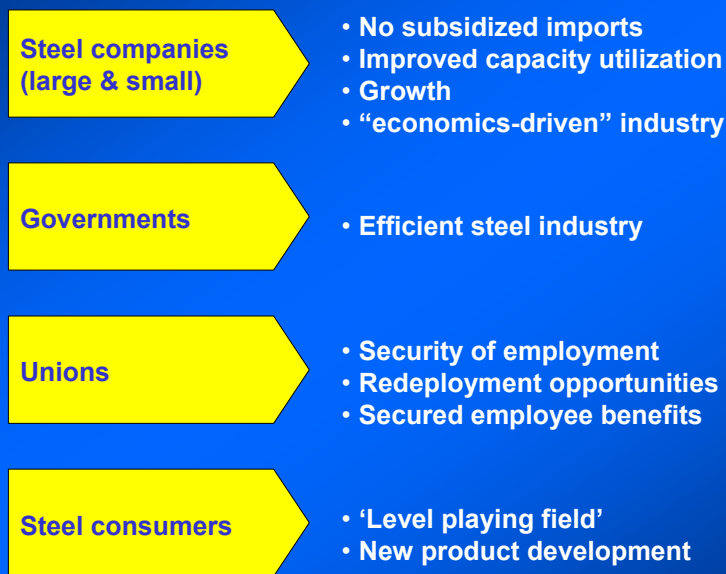 Steel companies
(large & small)
• No subsidized imports
• Improved capacity utilization
• Growth
• “economics-driven” industry
Governments
• Efficient steel industry
Unions
• Security of employment
• Redeployment opportunities
• Secured employee benefits
Steel consumers
• ‘Level playing field’
• New product development